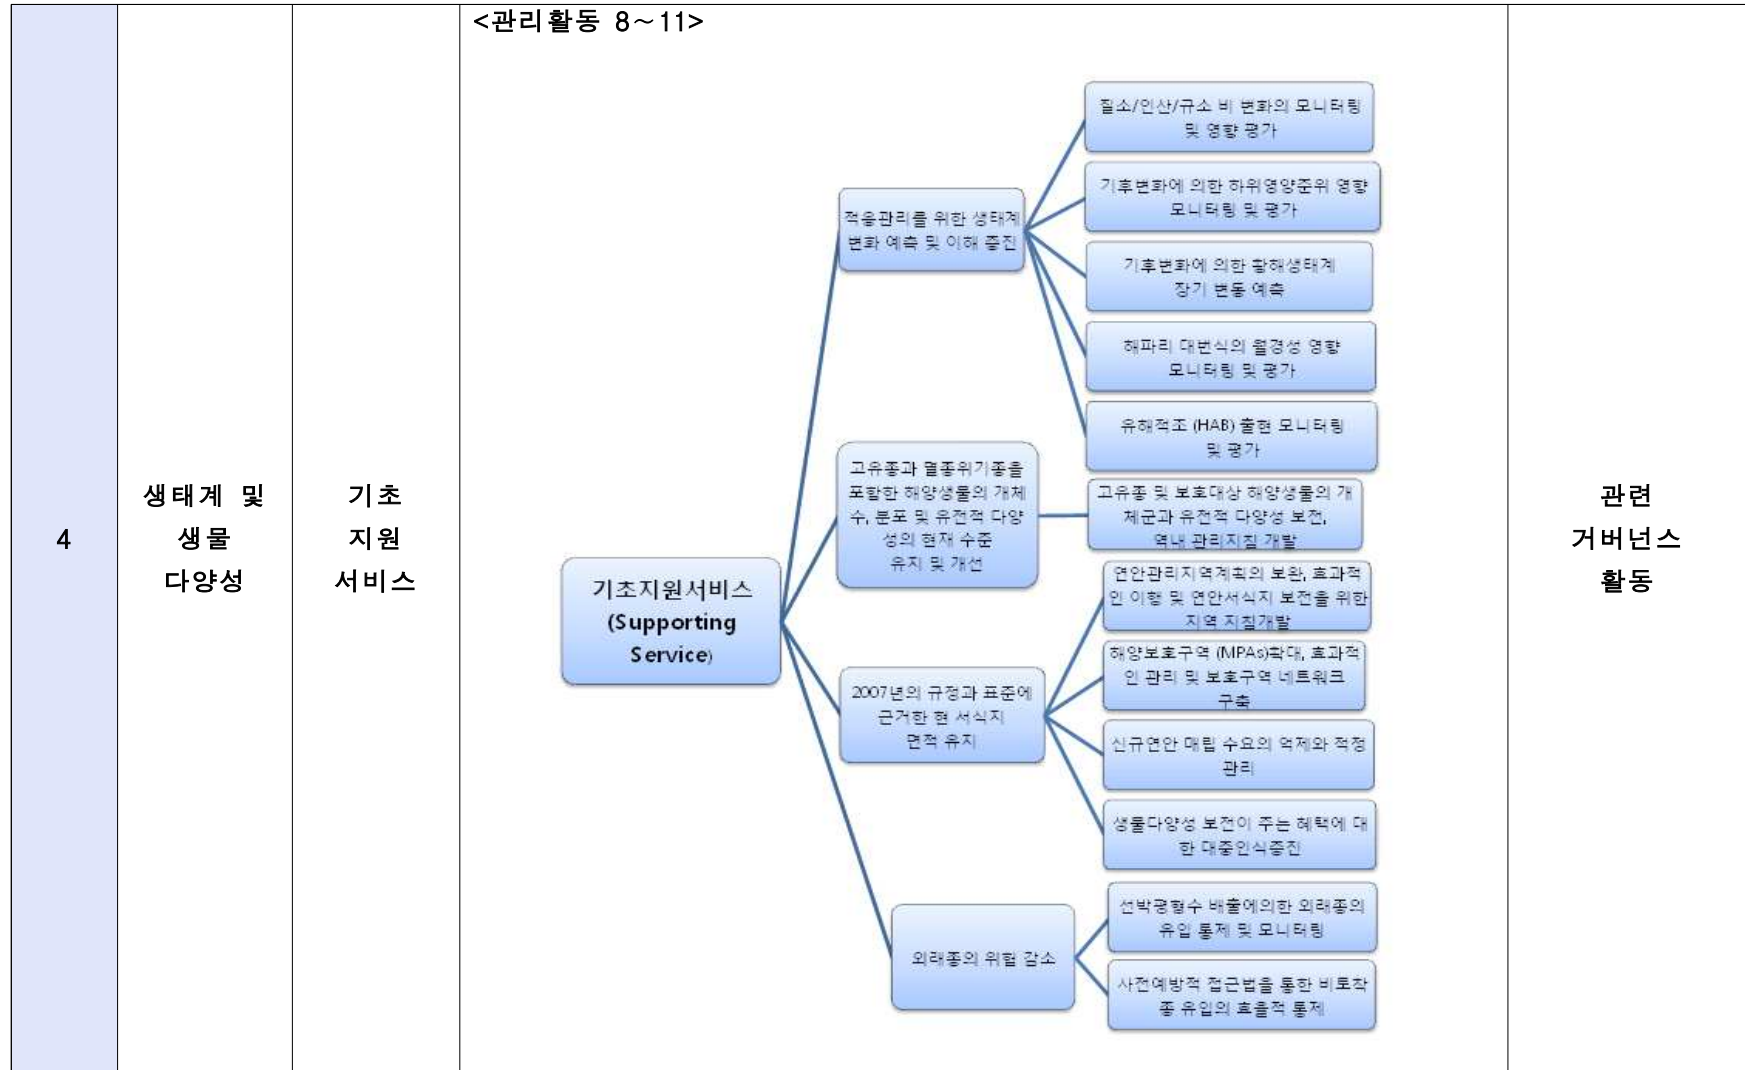 <관리활동 8～11>
4
생태계 및
생물
다양성
기초
지원
서비스
기초지원서비스
(Supporting
Service)
적응관리를 위한 생태계
변화 예측 및 이해 증진
질소/인산/규소 비 변화의 모니터링
및 영향 평가
기후변화에 의한 하위영양준위 영향
모니터링 및 평가
기후변화에 의한 황해생태계
장기 변동 예측
해파리 대번식의 월경성 영향
모니터링 및 평가
유해적조 (HAB) 출현 모니터링
및 평가
고유종과 멸종위기종을
포함한 해양생물의 개체
수, 분포 및 유전적 다양
성의 현재 수준
유지 및 개선
고유종 및 보호대상 해양생물의 개
체군과 유전적 다양성 보전,
역내 관리지침 개발
2007년의 규정과 표준에
근거한 현 서식지
면적 유지
연안관리지역계획의 보완, 효과적
인 이행 및 연안서식지 보전을 위한
지역 지침개발
해양보호구역 (MPAs)확대, 효과적
인 관리 및 보호구역 네트워크
구축
신규연안 매립 수요의 억제와 적정
관리
생물다양성 보전이 주는 혜택에 대
한 대중인식증진
외래종의 위험 감소
선박평형수 배출에의한 외래종의
유입 통제 및 모니터링
사전예방적 접근법을 통한 비토착
종 유입의 효율적 통제
관련
거버넌스
활동